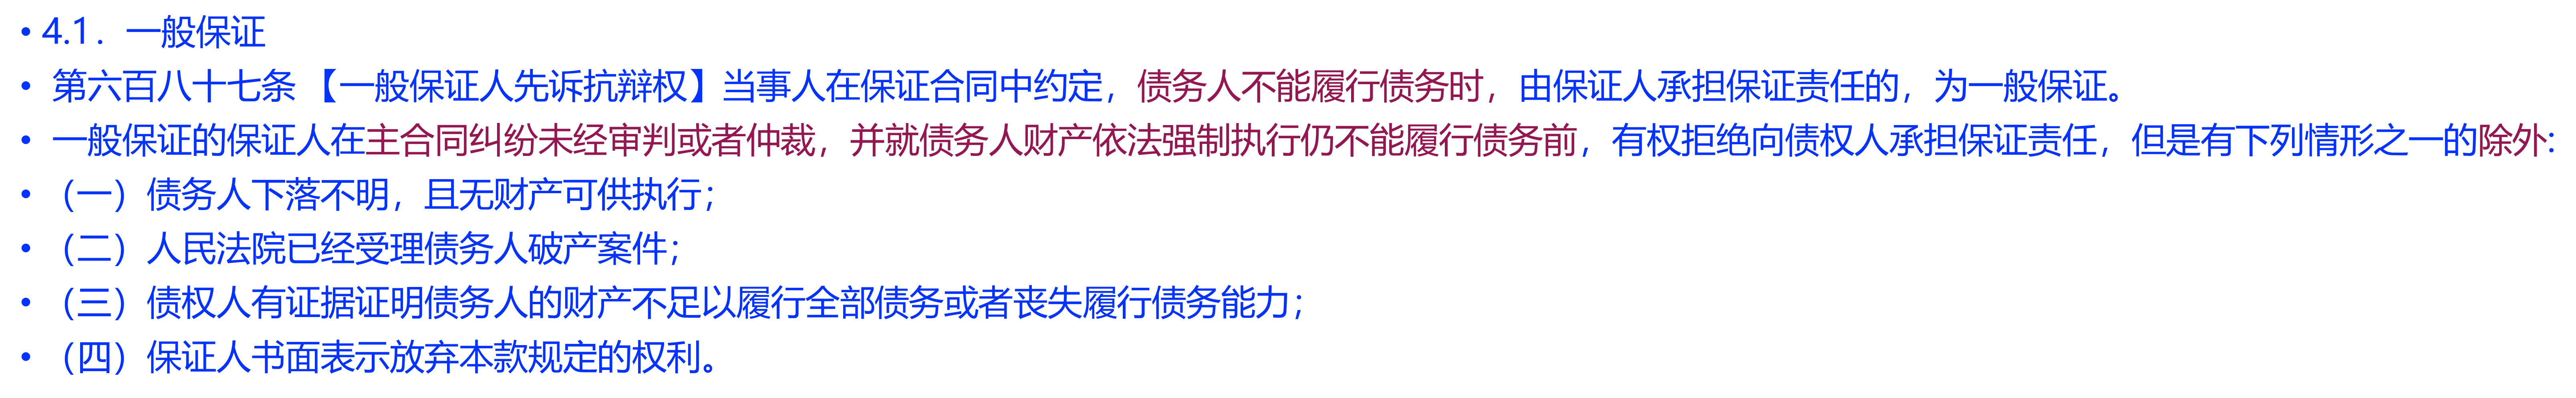 • 4.1．一般保证
• 第六百八十七条 【一般保证人先诉抗辩权】当事人在保证合同中约定，债务人不能履行债务时，由保证人承担保证责任的，为一般保证。
• 一般保证的保证人在主合同纠纷未经审判或者仲裁，并就债务人财产依法强制执行仍不能履行债务前，有权拒绝向债权人承担保证责任，但是有下列情形之一的除外:
• （一）债务人下落不明，且无财产可供执行；
• （二）人民法院已经受理债务人破产案件；
• （三）债权人有证据证明债务人的财产不足以履行全部债务或者丧失履行债务能力；
• （四）保证人书面表示放弃本款规定的权利。